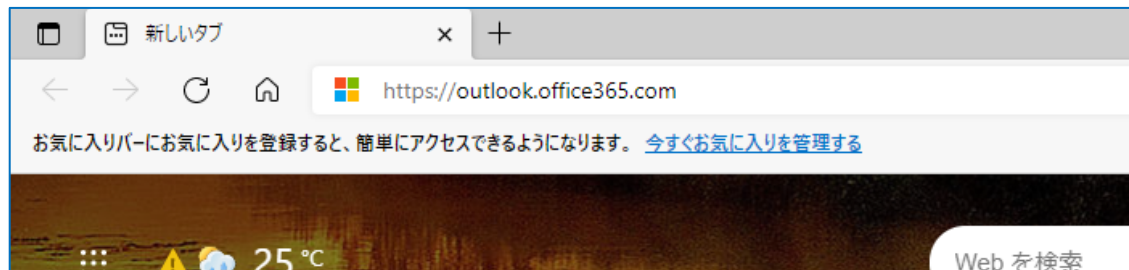 新しいタブ
https://outlook.office365.com
お気に入りバーにお気に入りを登録すると、簡単にアクセスできるようになります。 今すぐお気に入りを管理する
25 ℃
Web を検索